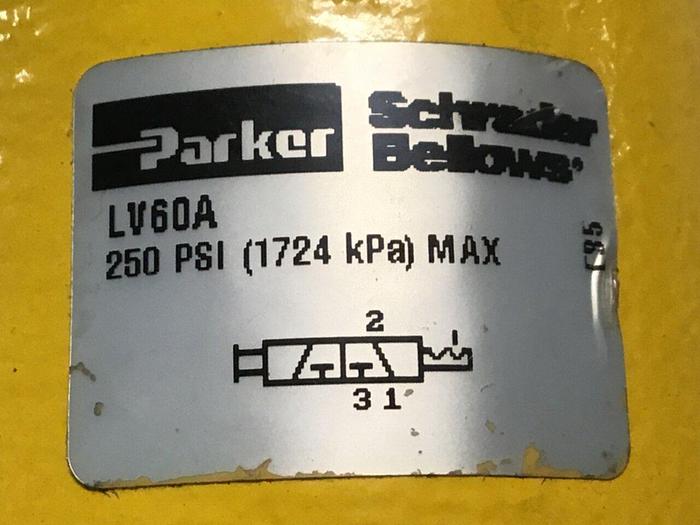 Parker
Schrader
Bellows®
LV60A
250 PSI (1724 kPa) MAX
2
3 1